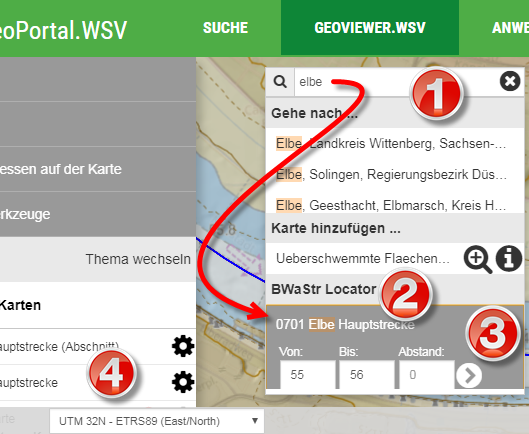 eoPortal.WSV
SUCHE
GEOVIEWER.WSV
ANWE
elbe
1
Gehe nach ...
Elbe, Landkreis Wittenberg, Sachsen-...
Elbe, Solingen, Regierungsbezirk Düs...
Elbe, Geesthacht, Elbmarsch, Kreis H...
Karte hinzufügen ...
Ueberschwemmte Flaechen...
BWaStr Locator
2
0701 Elbe Hauptstrecke
3
Von:
Bis:
Abstand:
55
56
0
essen auf der Karte
rkzeuge
Thema wechseln
Karten
auptstrecke (Abschnitt)
auptstrecke
4
UTM 32N - ETRS89 (East/North)